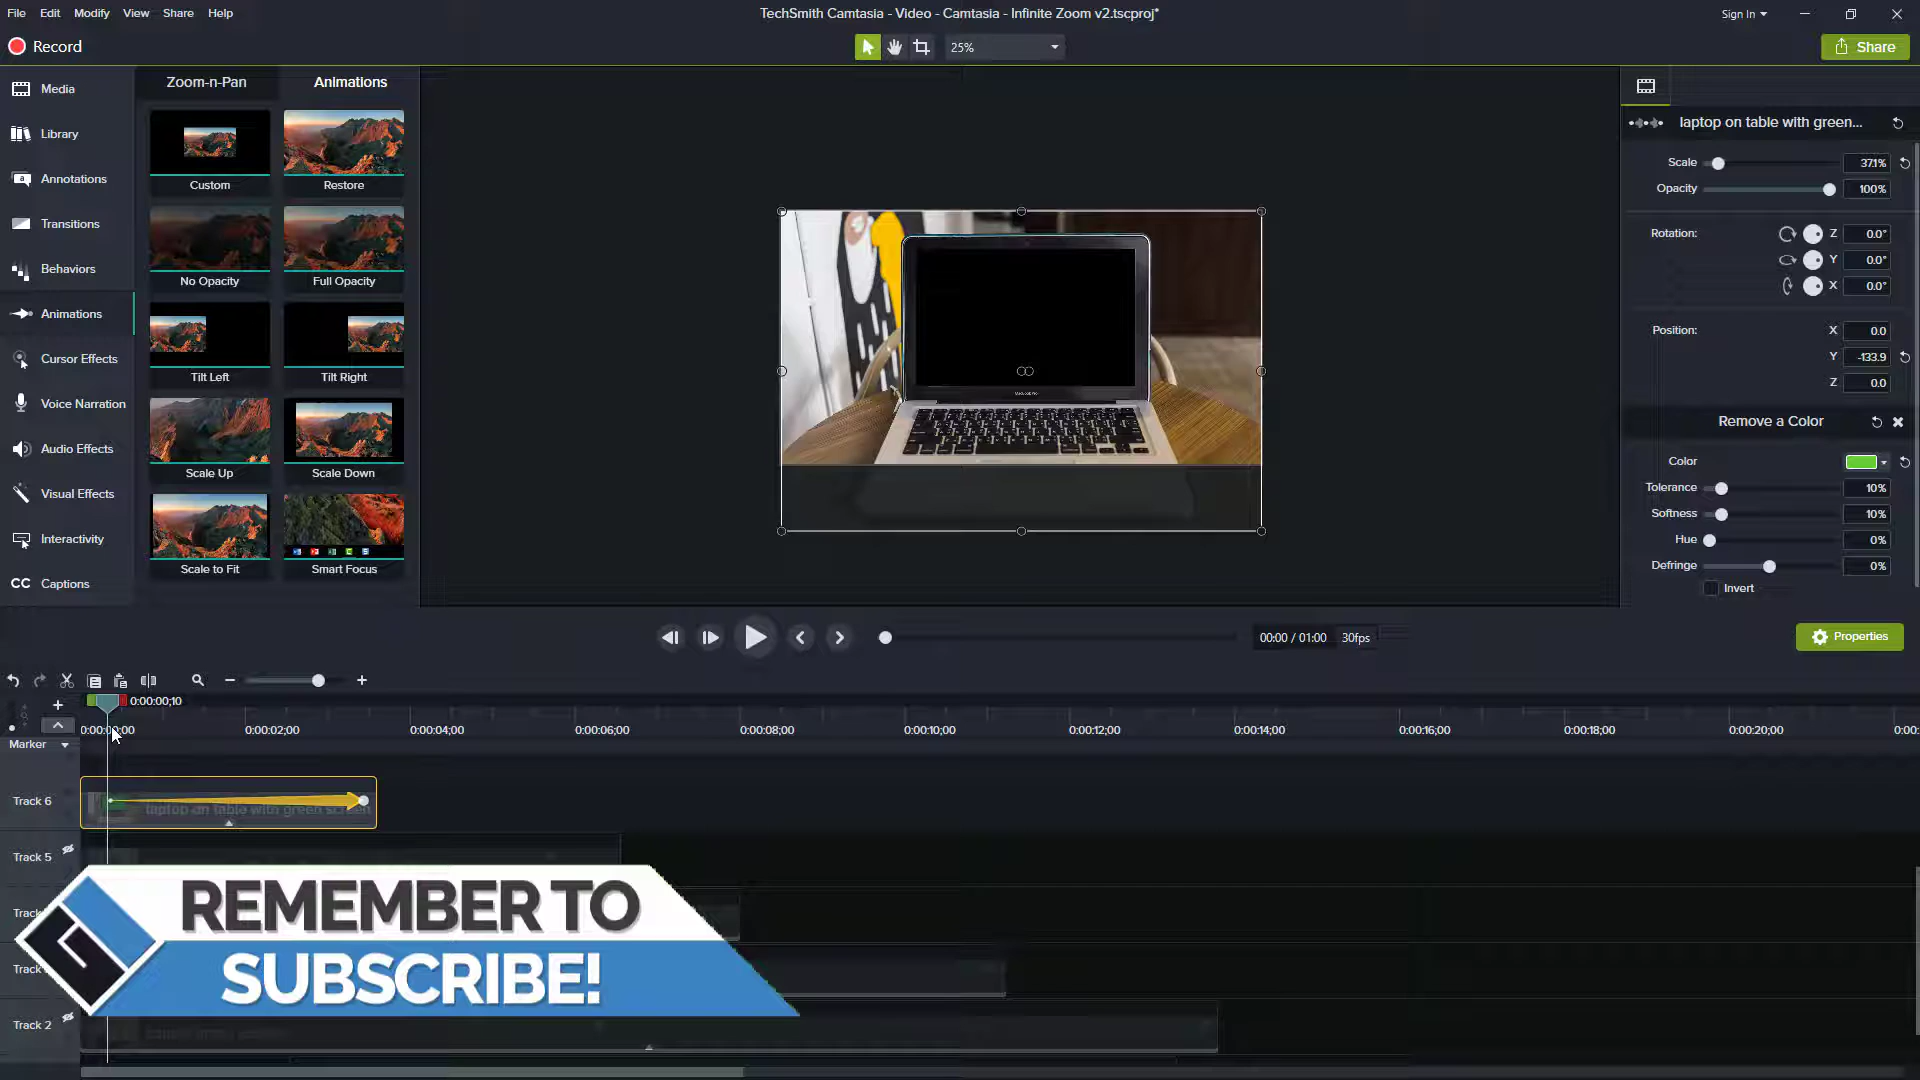 File Edit Modify View Share Help
TechSmith Camtasia - Video - Camtasia - Infinite Zoom v2.tscproj*
Sign In
Record
25%
Share
Media
Library
Annotations
Transitions
Behaviors
Animations
Cursor Effects
Voice Narration
Audio Effects
Visual Effects
Interactivity
CC Captions
Zoom-n-Pan Animations
Custom Restore
No Opacity Full Opacity
Tilt Left Tilt Right
Scale Up Scale Down
Scale to Fit Smart Focus
MacBook Pro
laptop on table with green...
Scale 37.1%
Opacity 100%
Rotation: Z 0.0°
Y 0.0°
X 0.0°
Position: X 0.0
Y -133.9
Z 0.0
Remove a Color
Color
Tolerance 10%
Softness 10%
Hue 0%
Defringe 0%
Invert
00:00 / 01:00 30fps
Properties
0:00:00;10
0:00:00;00 0:00:02;00 0:00:04;00 0:00:06;00 0:00:08;00 0:00:10;00 0:00:12;00 0:00:14;00 0:00:16;00 0:00:18;00 0:00:20;00 0:00:
Marker
Track 6
laptop on table with green screen
Track 5
Track
Track
Track 2
REMEMBER TO
SUBSCRIBE!